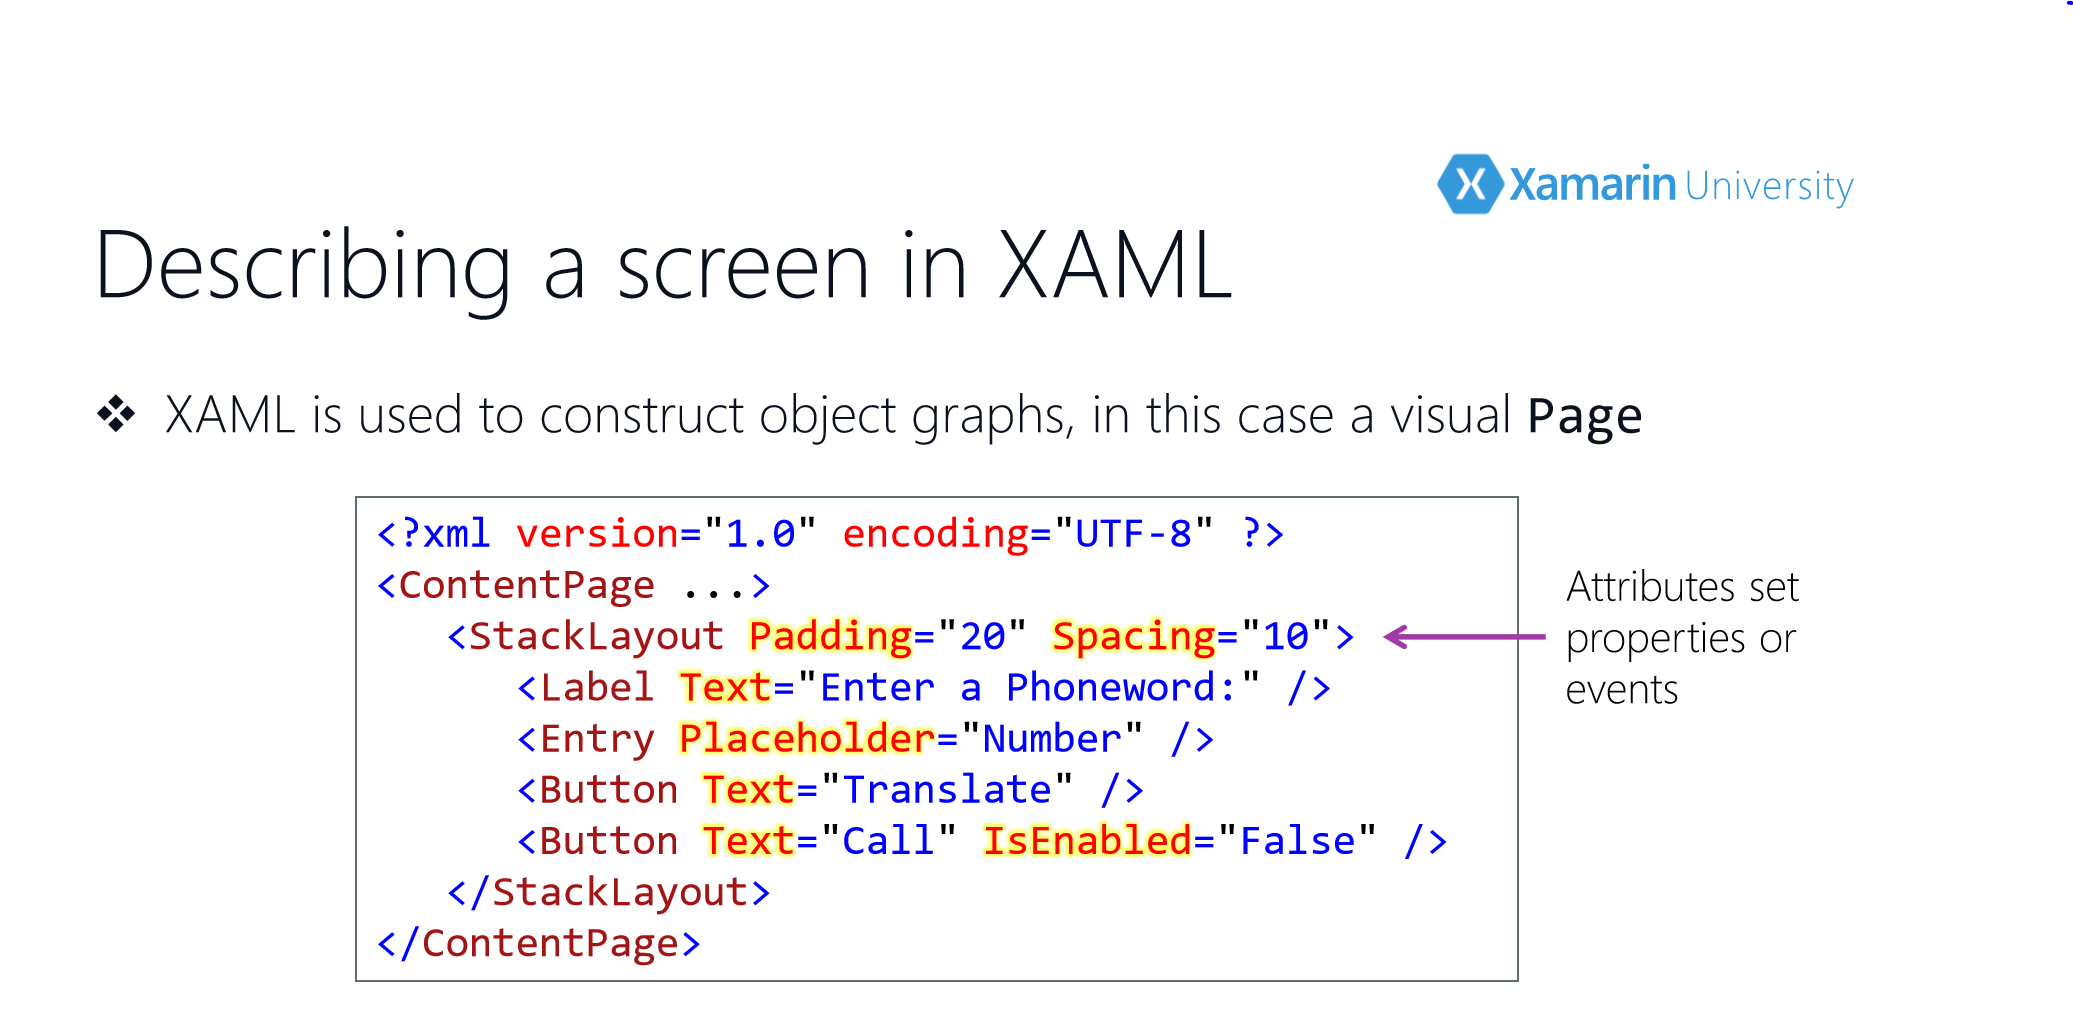 Xamarin University
Describing a screen in XAML
❖ XAML is used to construct object graphs, in this case a visual Page
<?xml version="1.0" encoding="UTF-8" ?>
<ContentPage ...>
<StackLayout Padding="20" Spacing="10">
<Label Text="Enter a Phoneword:" />
<Entry Placeholder="Number" />
<Button Text="Translate" />
<Button Text="Call" IsEnabled="False" />
</StackLayout>
</ContentPage>
Attributes set
properties or
events